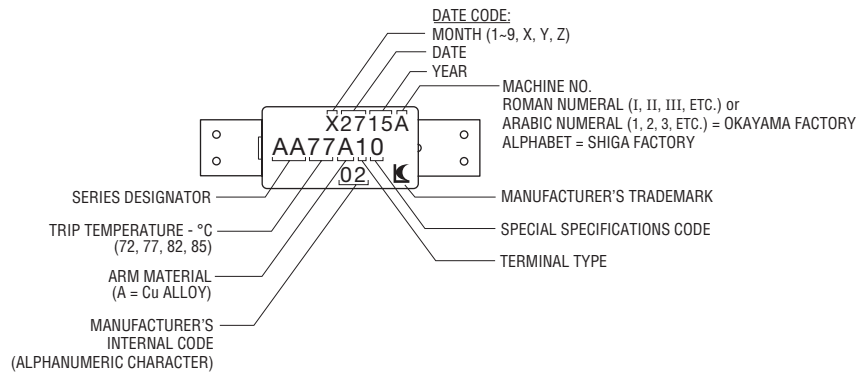 DATE CODE:
MONTH (1~9, X, Y, Z)
DATE
YEAR
MACHINE NO.
ROMAN NUMERAL (I, II, III, ETC.) or
ARABIC NUMERAL (1, 2, 3, ETC.) = OKAYAMA FACTORY
ALPHABET = SHIGA FACTORY
X2715A
AA77A10
02
SERIES DESIGNATOR
MANUFACTURER'S TRADEMARK
TRIP TEMPERATURE - °C
(72, 77, 82, 85)
SPECIAL SPECIFICATIONS CODE
TERMINAL TYPE
ARM MATERIAL
(A = Cu ALLOY)
MANUFACTURER'S
INTERNAL CODE
(ALPHANUMERIC CHARACTER)